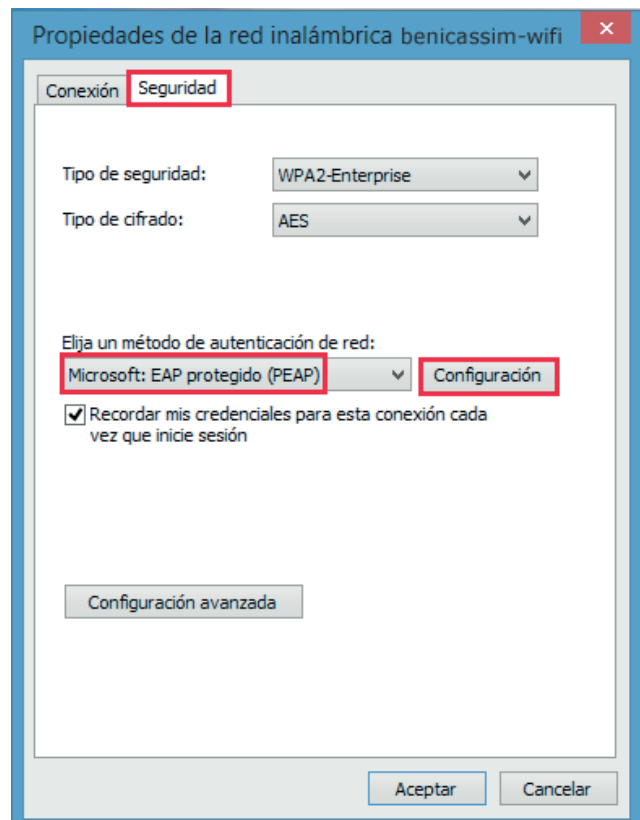 Propiedades de la red inalámbrica benicassim-wifi
Conexión
Seguridad
Tipo de seguridad:
WPA2-Enterprise
Tipo de cifrado:
AES
Elija un método de autenticación de red:
Microsoft: EAP protegido (PEAP)
Configuración
Recordar mis credenciales para esta conexión cada
vez que inicie sesión
Configuración avanzada
Aceptar
Cancelar